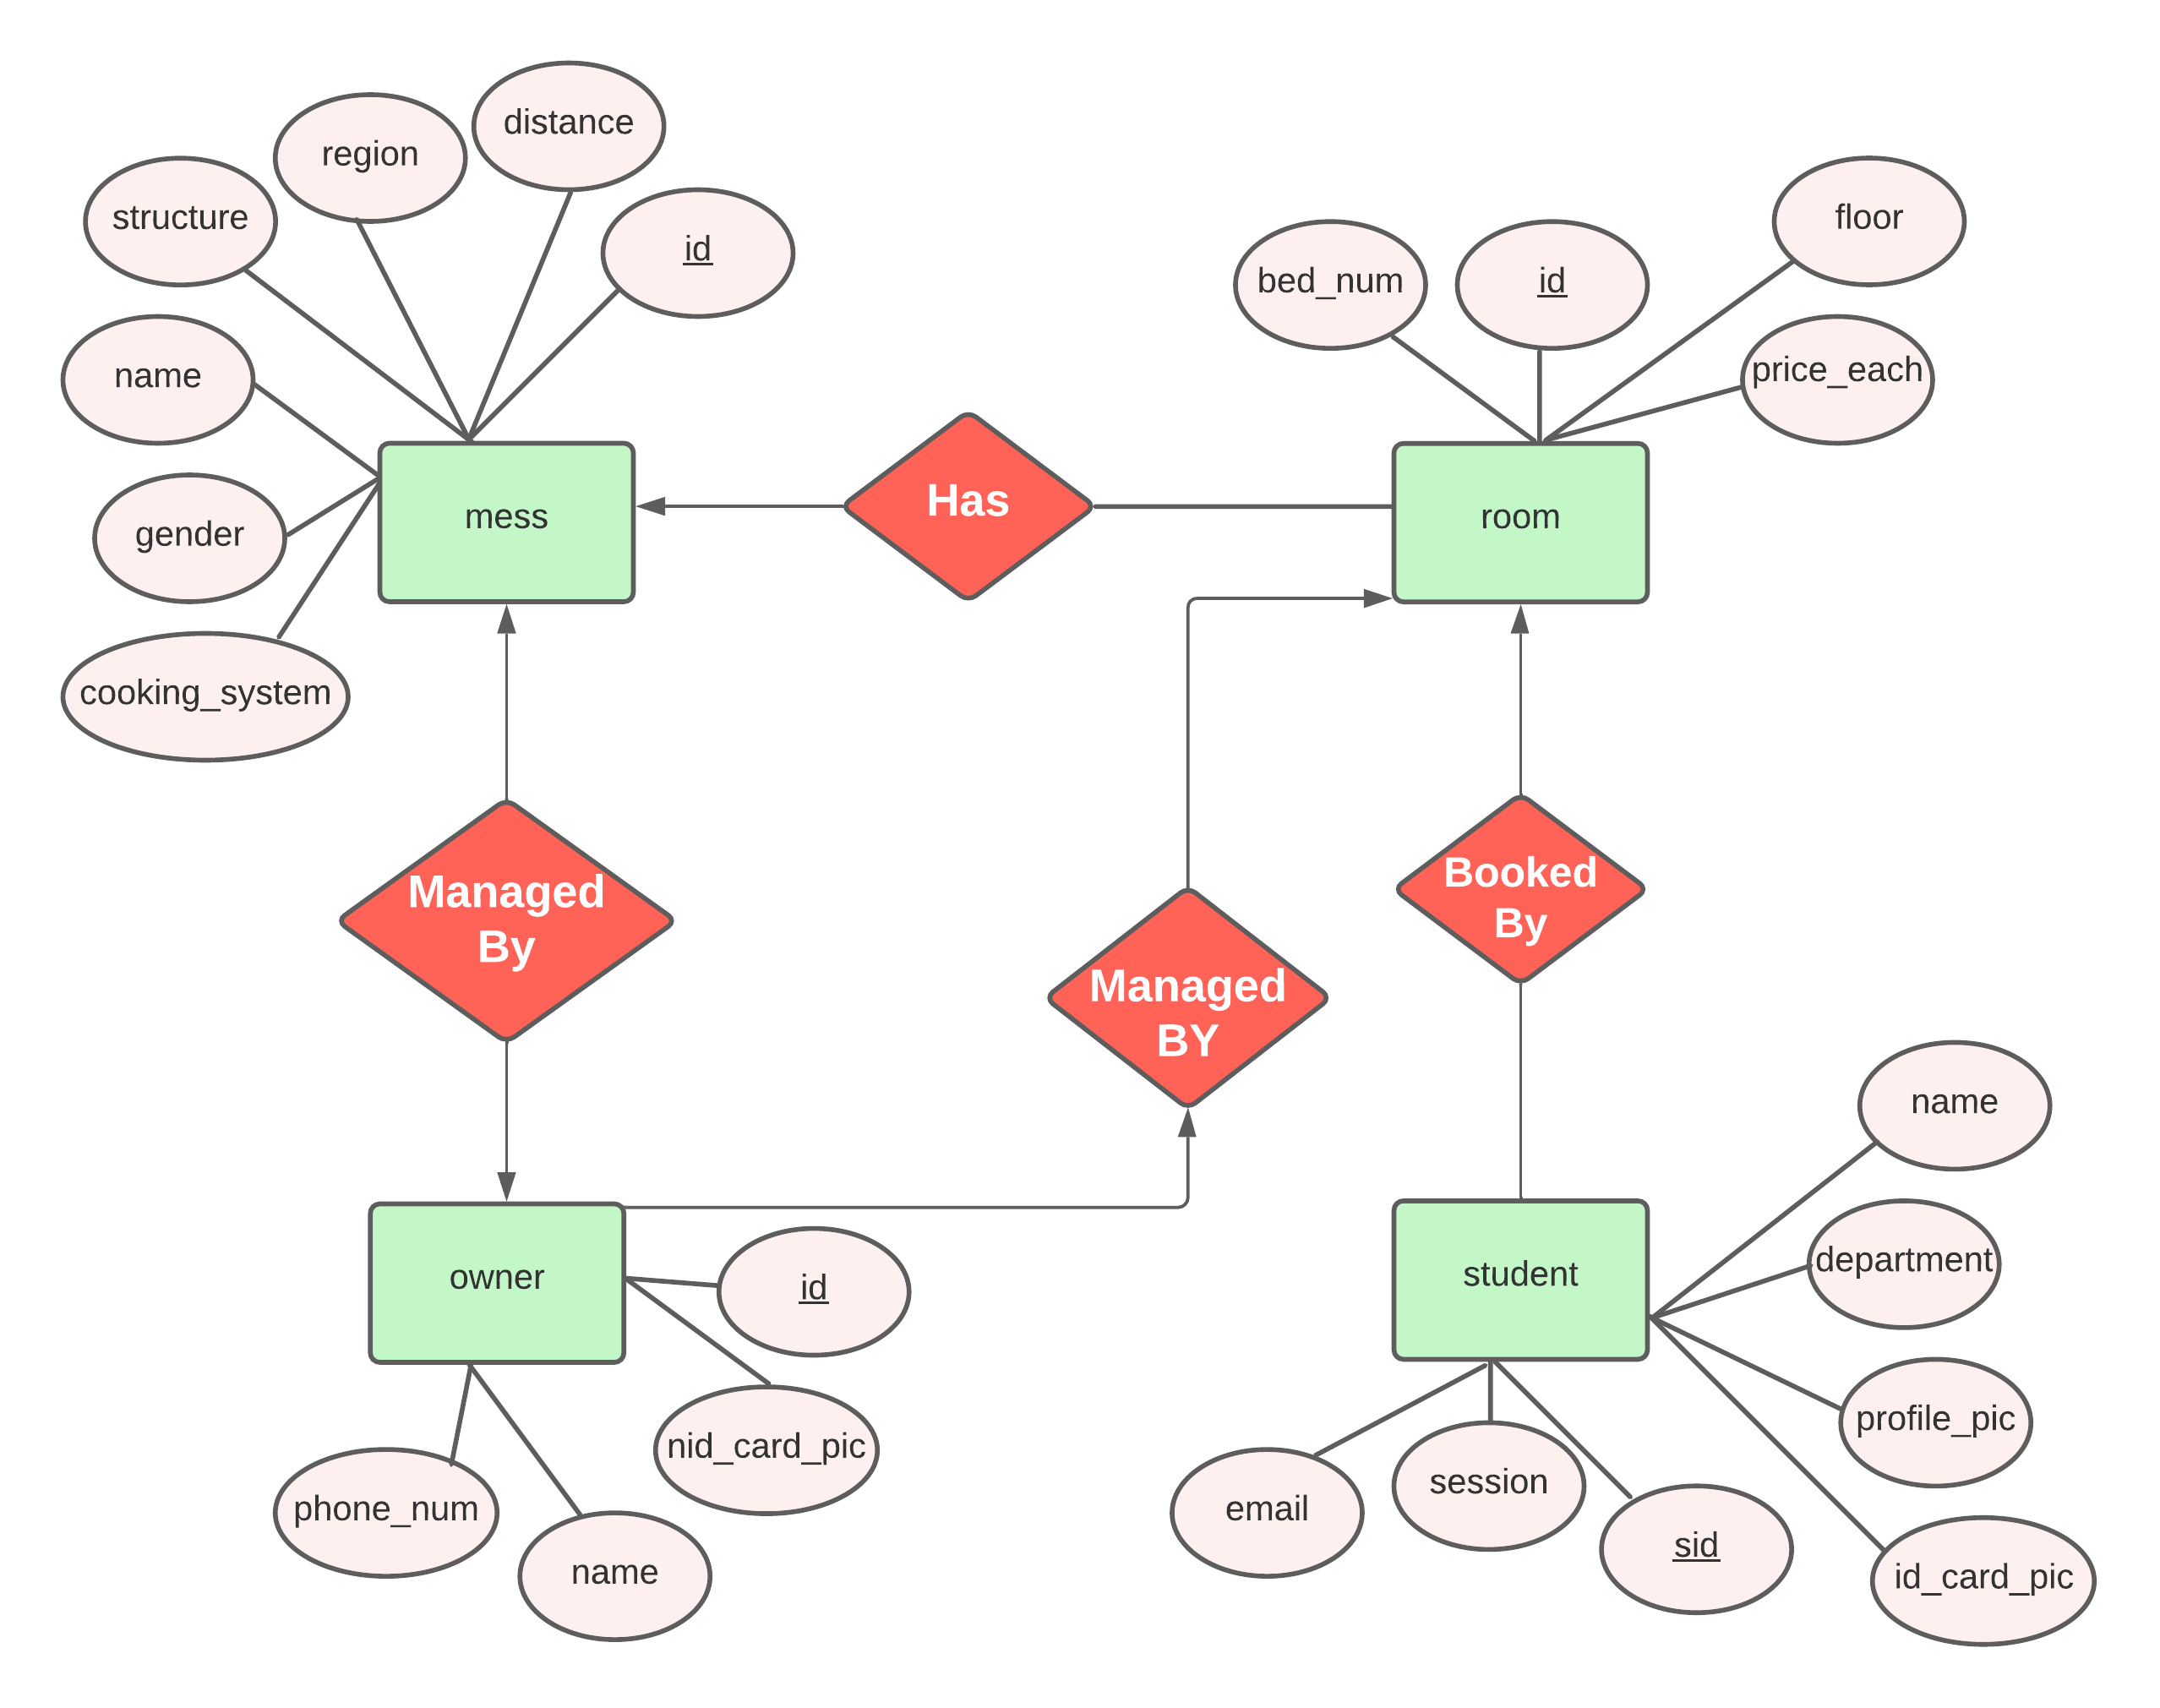 distance
region
structure
id
floor
bed_num
id
price_each
name
Has
mess
room
gender
cooking_system
Managed
By
Booked
By
Managed
BY
name
owner
id
student
department
nid_card_pic
profile_pic
phone_num
email
session
name
sid
id_card_pic